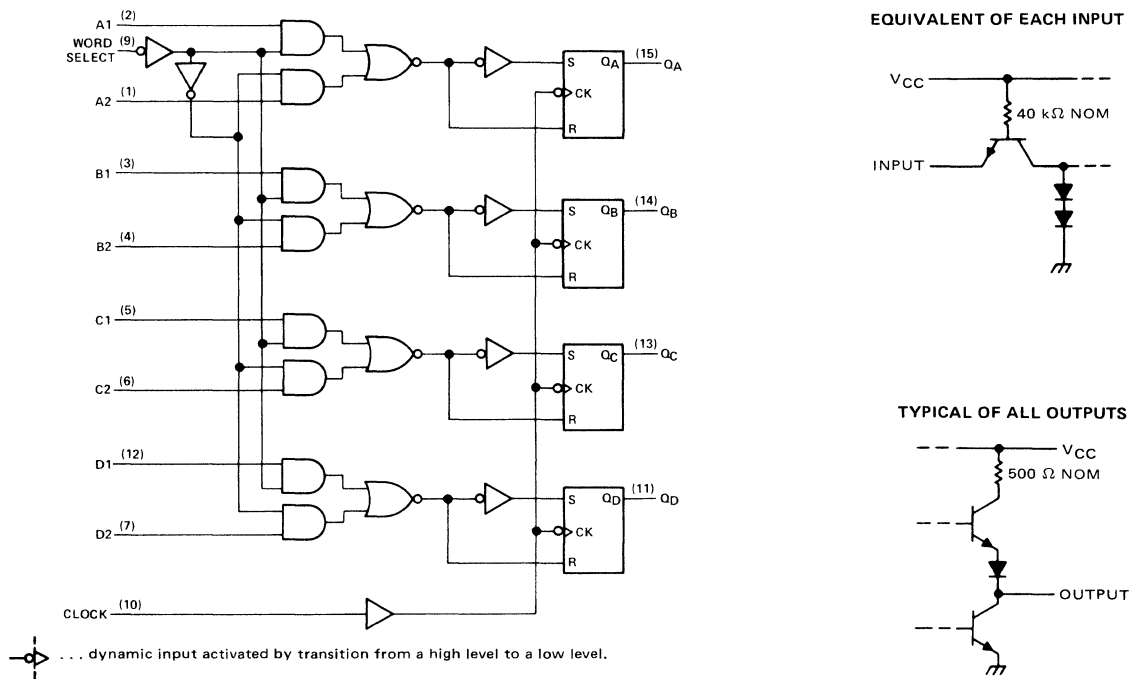 A1 (2)
WORD SELECT (9)
A2 (1)
S QA (15) QA
CK
R
B1 (3)
B2 (4)
S QB (14) QB
CK
R
C1 (5)
C2 (6)
S QC (13) QC
CK
R
D1 (12)
D2 (7)
S QD (11) QD
CK
R
CLOCK (10)
... dynamic input activated by transition from a high level to a low level.
EQUIVALENT OF EACH INPUT
VCC
40 kΩ NOM
INPUT
TYPICAL OF ALL OUTPUTS
VCC
500 Ω NOM
OUTPUT